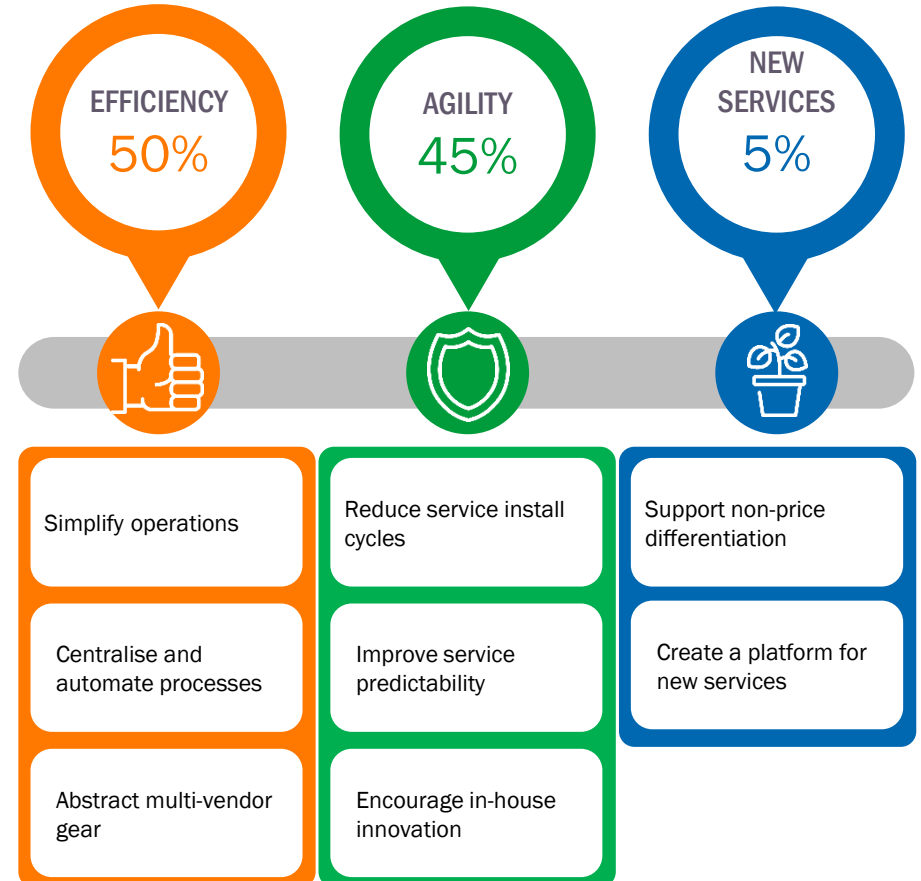 EFFICIENCY
50%
AGILITY
45%
NEW
SERVICES
5%
Simplify operations
Centralise and
automate processes
Abstract multi-vendor
gear
Reduce service install
cycles
Improve service
predictability
Encourage in-house
innovation
Support non-price
differentiation
Create a platform for
new services